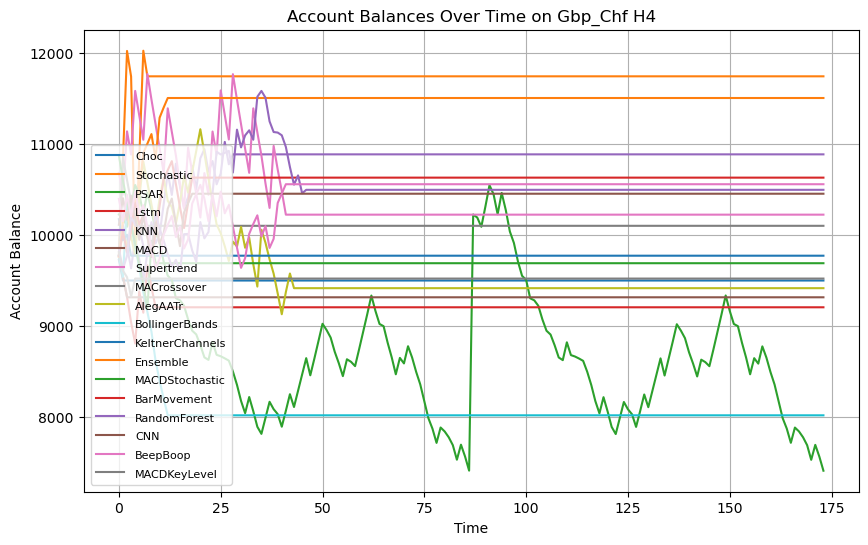 Account Balances Over Time on Gbp_Chf H4
12000
11000
10000
9000
8000
Account Balance
Choc
Stochastic
PSAR
Lstm
KNN
MACD
Supertrend
MACrossover
AlegAATr
BollingerBands
KeltnerChannels
Ensemble
MACDStochastic
BarMovement
RandomForest
CNN
BeepBoop
MACDKeyLevel
0 25 50 75 100 125 150 175
Time